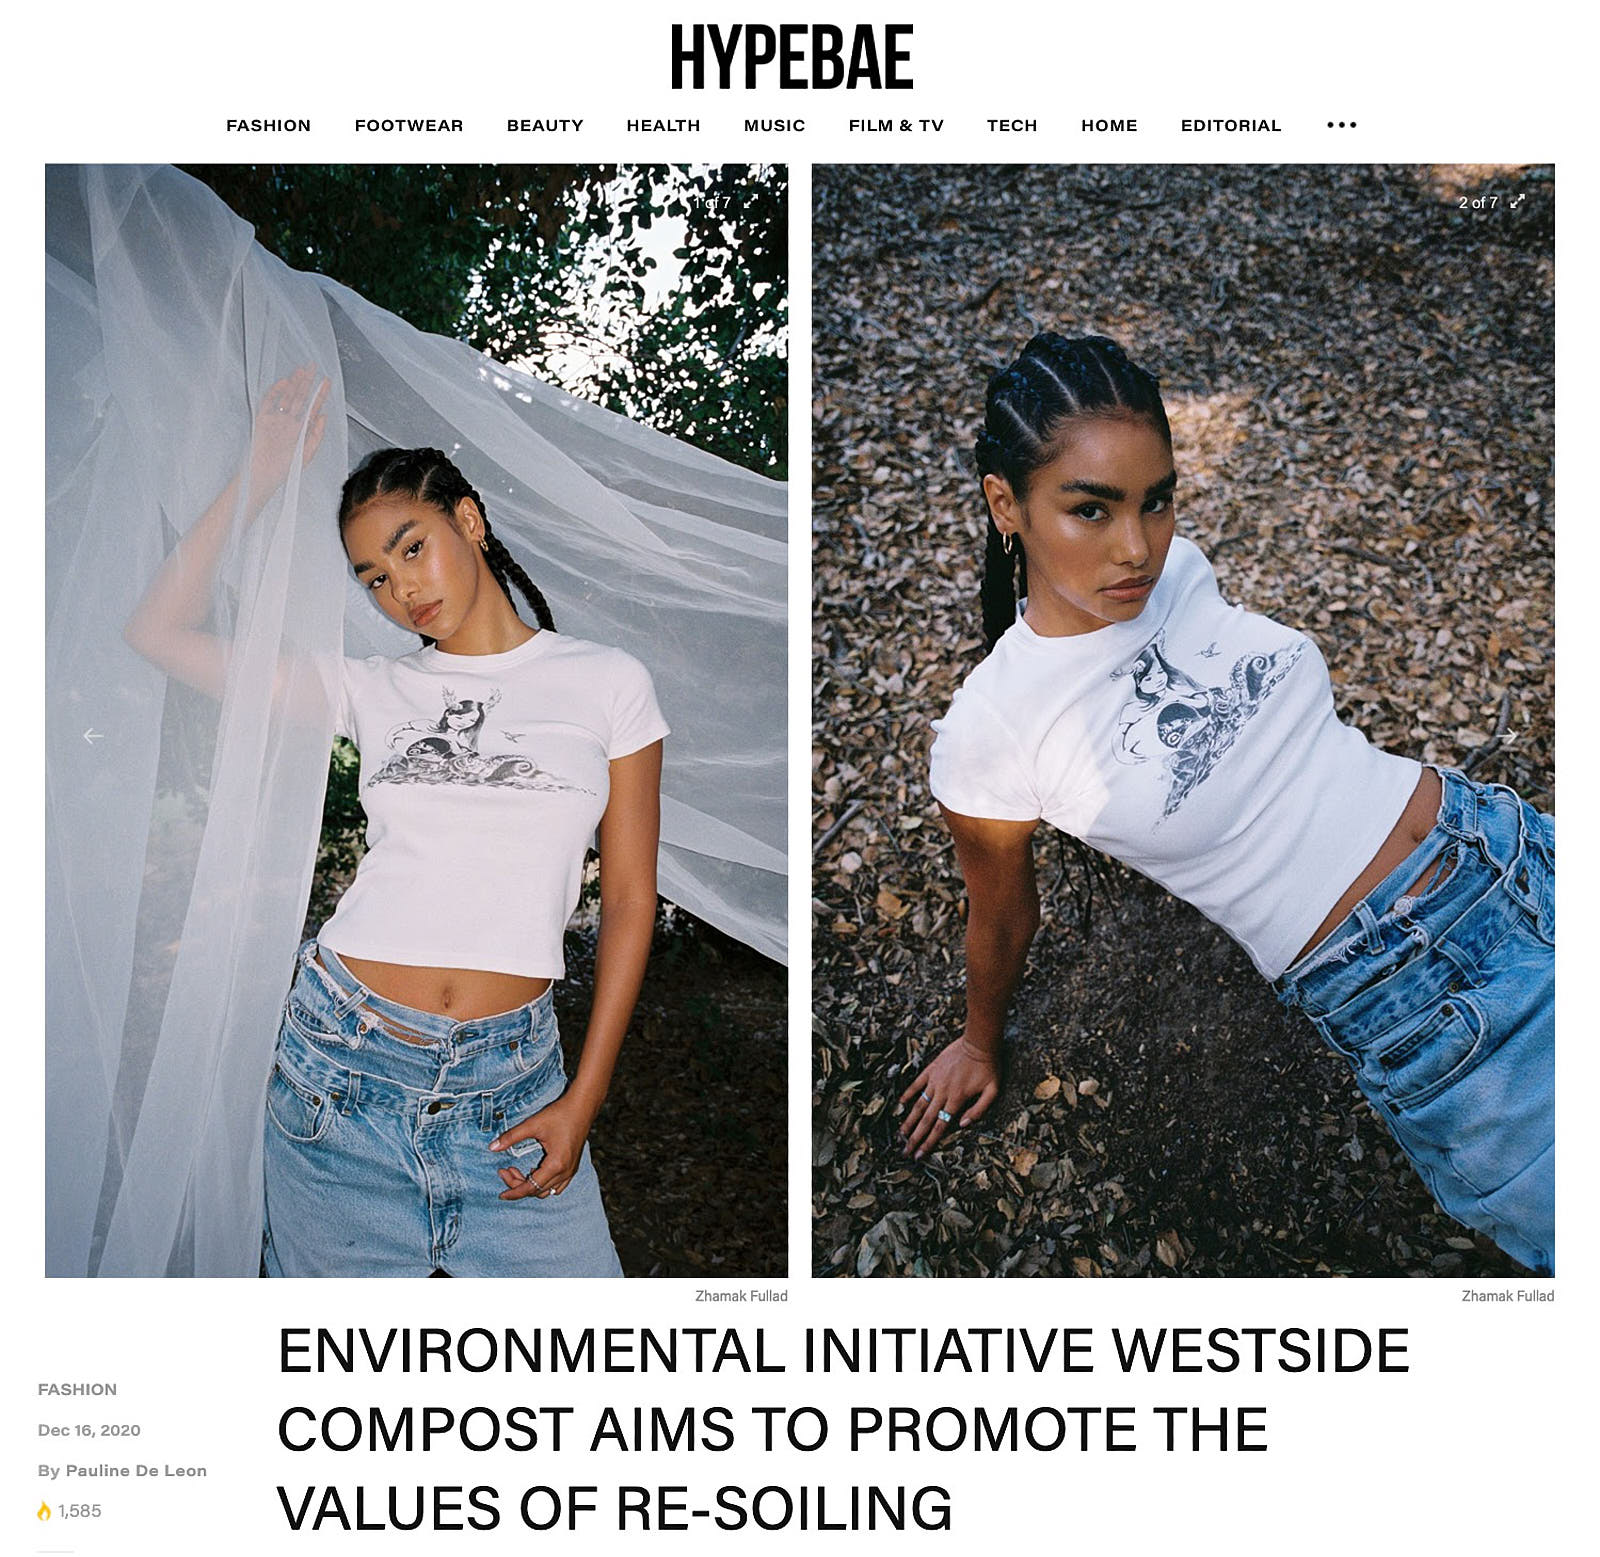 HYPEBAE
FASHION FOOTWEAR BEAUTY HEALTH MUSIC FILM & TV TECH HOME EDITORIAL
1 of 7
2 of 7
Zhamak Fullad
Zhamak Fullad
FASHION
Dec 16, 2020
By Pauline De Leon
1,585
ENVIRONMENTAL INITIATIVE WESTSIDE
COMPOST AIMS TO PROMOTE THE
VALUES OF RE-SOILING